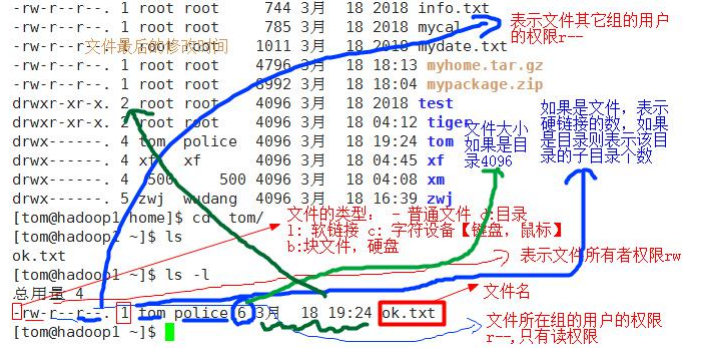 -rw-r--r--. 1 root root 744 3月 18 2018 info.txt
-rw-r--r--. 1 root root 785 3月 18 2018 mycal
表示文件其它组的用户
的权限r--
-rw-r--r--. 1 root root 1011 3月 18 2018 mydate.txt
文件最后的修改时间
-rw-r--r--. 1 root root 4796 3月 18 18:13 myhome.tar.gz
-rw-r--r--. 1 root root 8992 3月 18 18:04 mypackage.zip
drwxr-xr-x. 2 root root 4096 3月 18 2018 test
drwxr-xr-x. 2 root root 4096 3月 18 04:12 tiger
drwx------. 4 tom police 4096 3月 18 19:24 tom
drwx------. 4 xf xf 4096 3月 18 04:45 xf
drwx------. 4 500 500 4096 3月 18 04:08 xm
drwx------. 5 zwj wudang 4096 3月 18 16:39 zwj
文件大小
如果是目
录4096
如果是文件，表示
硬链接的数，如果
是目录则表示该目
录的子目录个数
[tom@hadoop1 home]$ cd tom/
[tom@hadoop1 ~]$ ls
文件的类型： - 普通文件 d:目录
l: 软链接 c: 字符设备【键盘，鼠标】
b:块文件，硬盘
ok.txt
[tom@hadoop1 ~]$ ls -l
表示文件所有者权限rw
总用量 4
文件名
-rw-r--r--. 1 tom police 6 3月 18 19:24 ok.txt
[tom@hadoop1 ~]$
文件所在组的用户的权限
r--,只有读权限